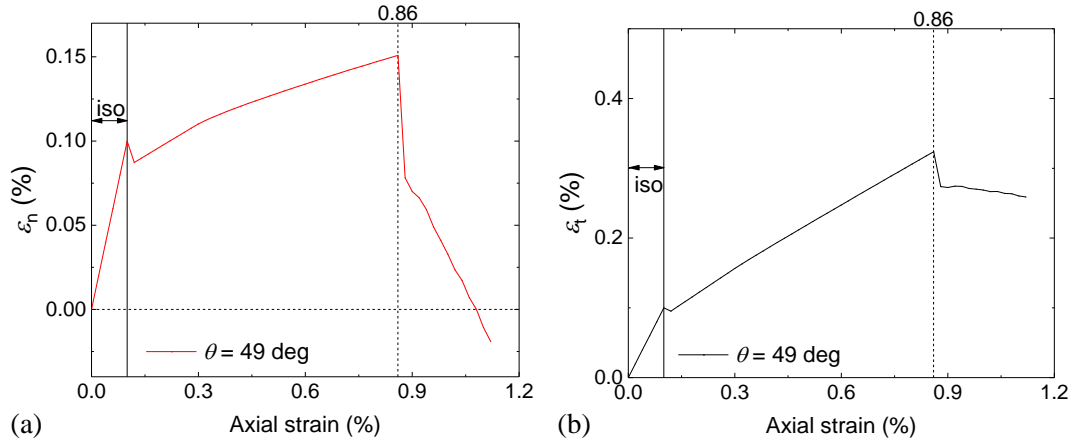 0.86
0.15
0.10
0.05
0.00
εn (%)
iso
θ = 49 deg
0.0 0.3 0.6 0.9 1.2
Axial strain (%)
(a)
0.86
0.4
0.2
0.0
εt (%)
iso
θ = 49 deg
0.0 0.3 0.6 0.9 1.2
Axial strain (%)
(b)